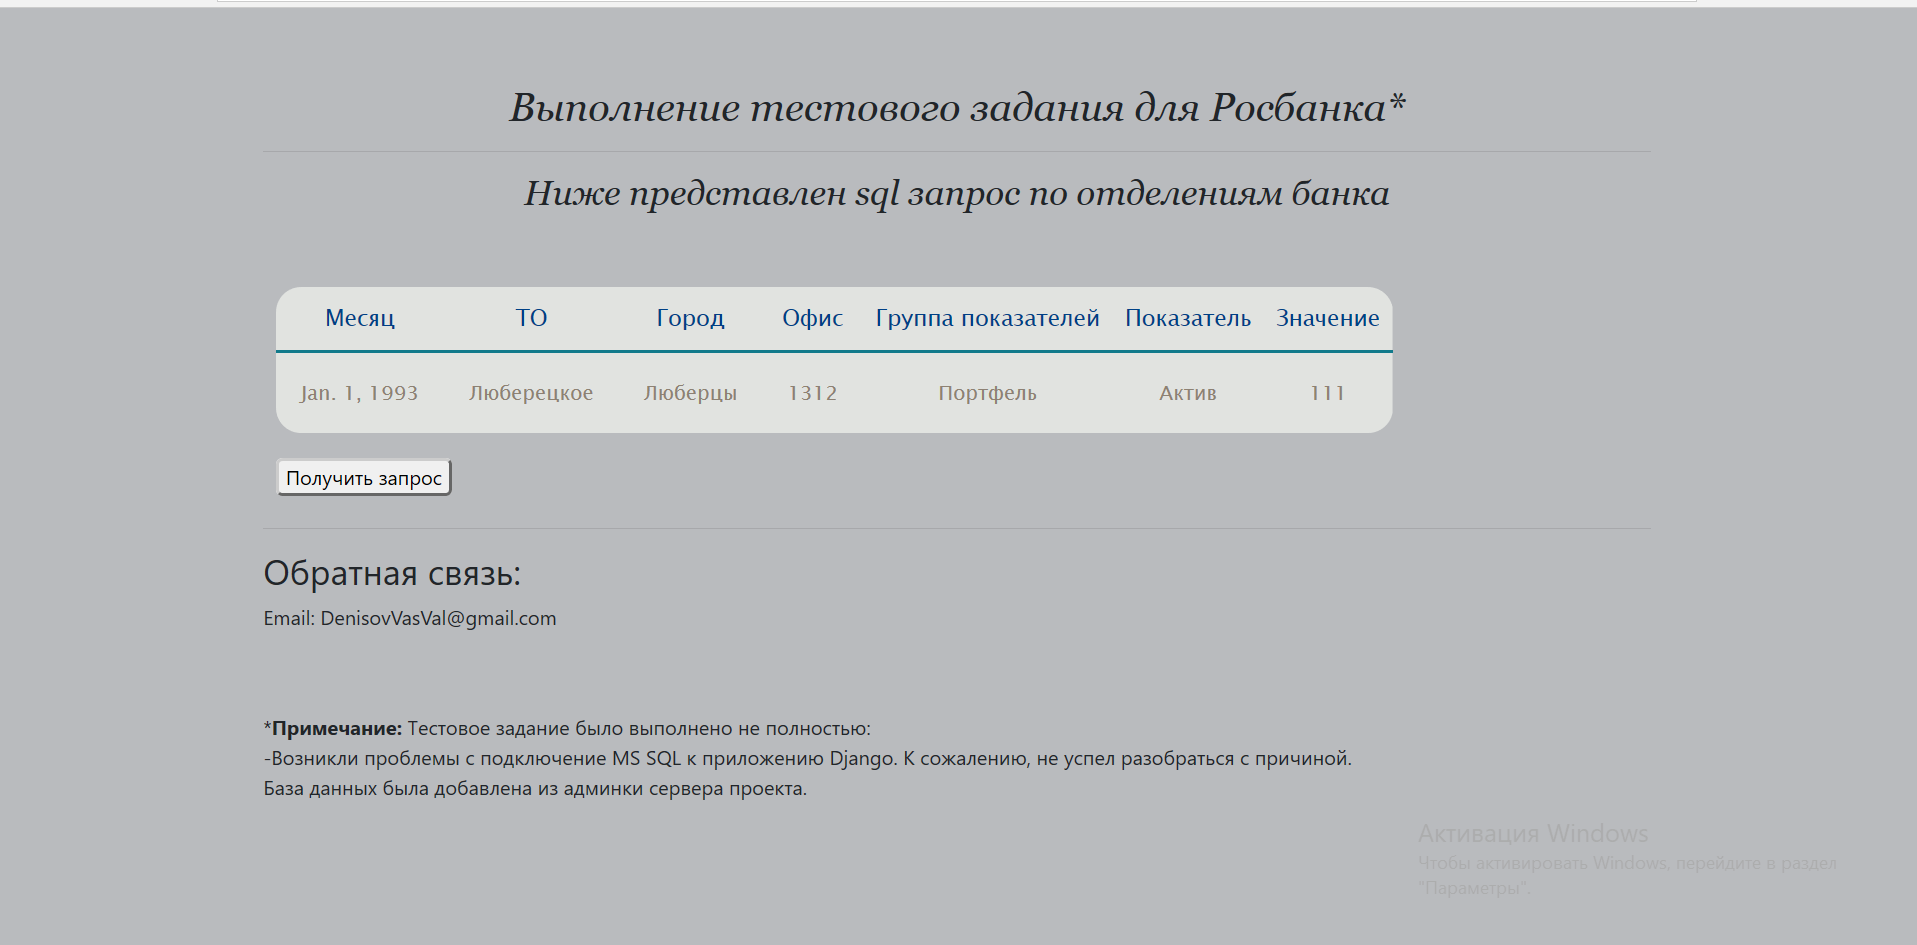 Выполнение тестового задания для Росбанка*
Ниже представлен sql запрос по отделениям банка
Месяц ТО Город Офис Группа показателей Показатель Значение
Jan. 1, 1993 Люберецкое Люберцы 1312 Портфель Актив 111
Получить запрос
Обратная связь:
Email: DenisovVasVal@gmail.com
*Примечание: Тестовое задание было выполнено не полностью:
-Возникли проблемы с подключение MS SQL к приложению Django. К сожалению, не успел разобраться с причиной.
База данных была добавлена из админки сервера проекта.
Активация Windows
Чтобы активировать Windows, перейдите в раздел
"Параметры".